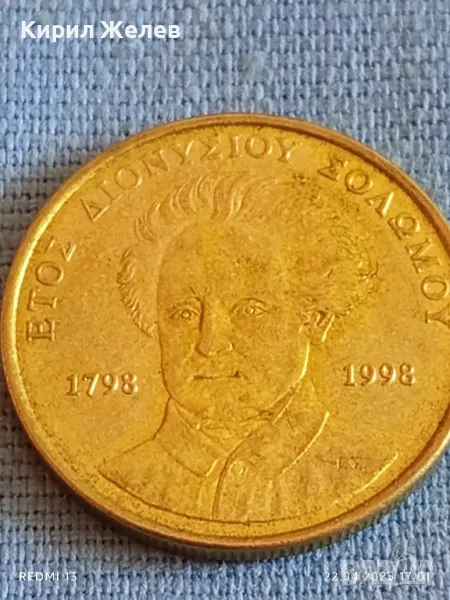 Кирил Желев
ΕΤΟΣ ΔΙΟΝΥΣΙΟΥ ΣΟΛΩΜΟΥ
1798 1998
REDMI 13
22.04.2025 17:01